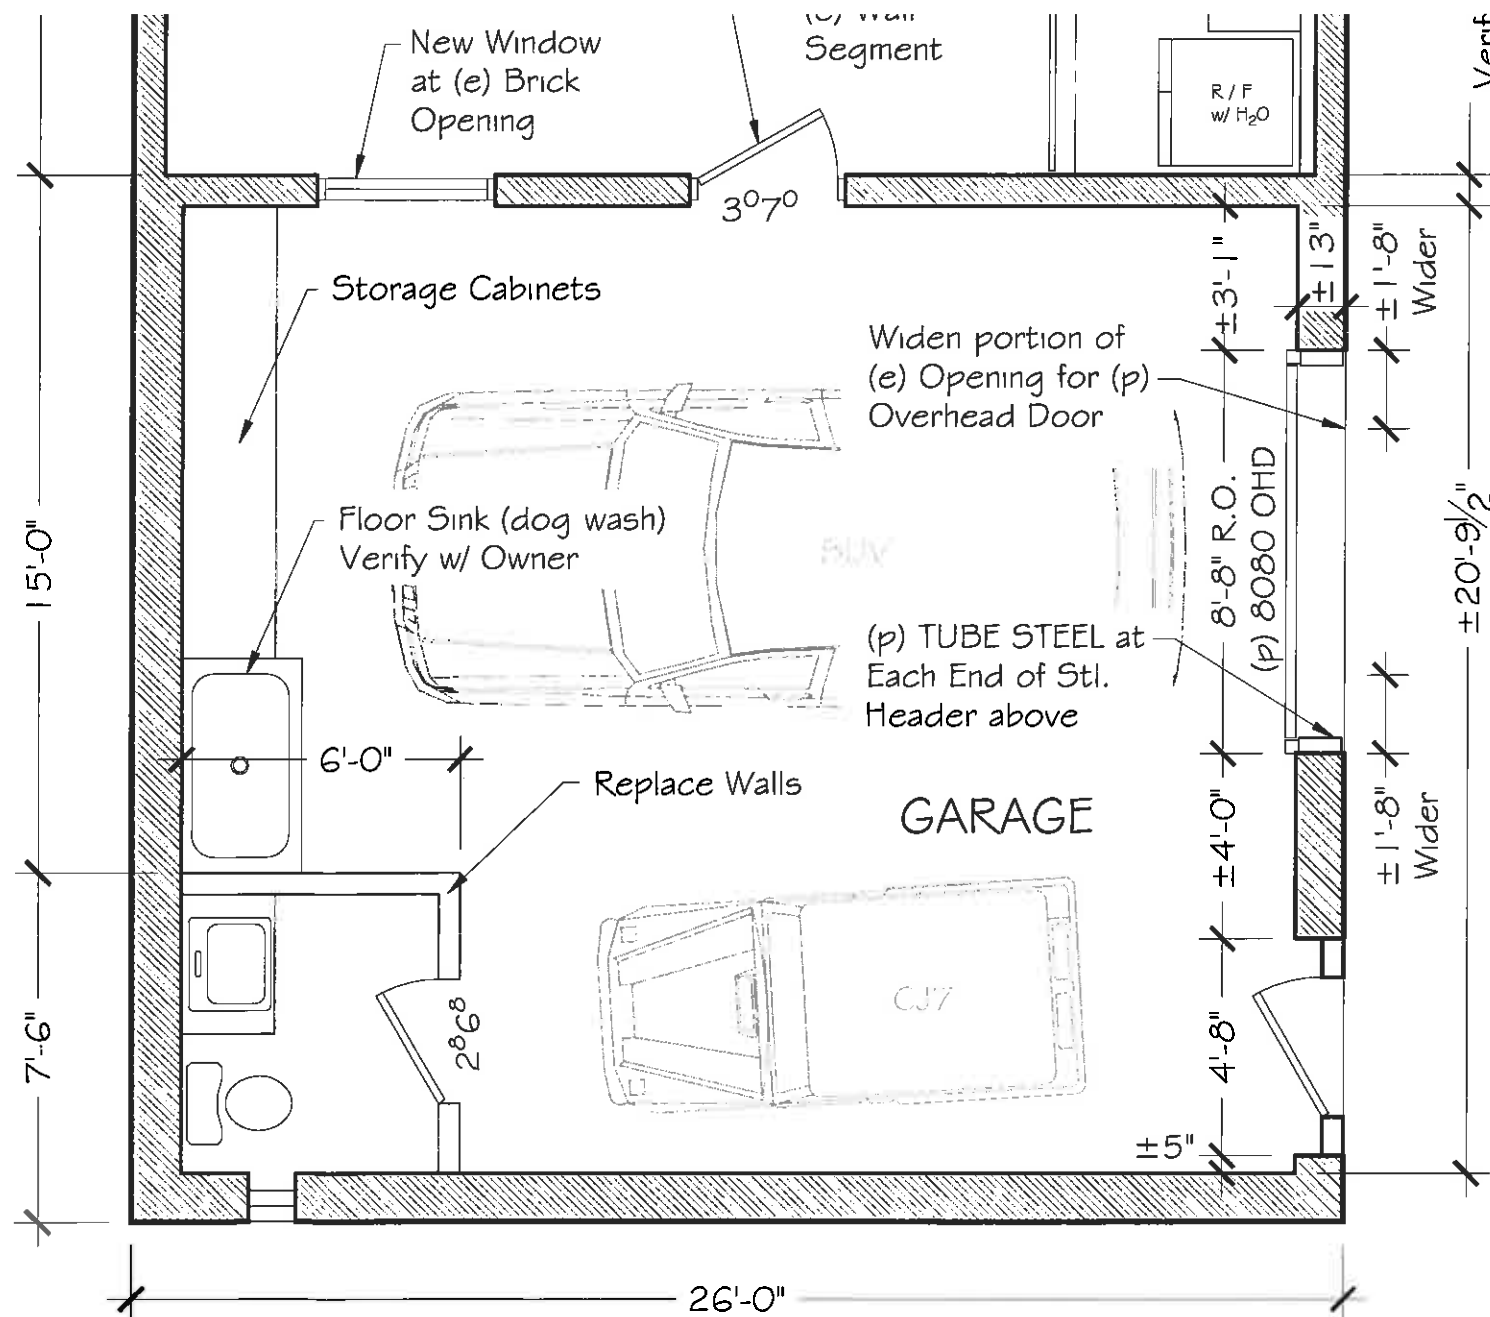 New Window
at (e) Brick
Opening
Segment
R / F
w/ H₂O
3⁰7⁰
Storage Cabinets
±3'-1"
±13"
±1'-8"
Wider
Widen portion of
(e) Opening for (p)
Overhead Door
Floor Sink (dog wash)
Verify w/ Owner
15'-0"
SUV
8'-8" R.O.
(p) 8080 OHD
±20'-9½"
(p) TUBE STEEL at
Each End of Stl.
Header above
6'-0"
Replace Walls
GARAGE
±4'-0"
±1'-8"
Wider
CJ7
7'-6"
2⁸6⁸
4'-8"
±5"
26'-0"